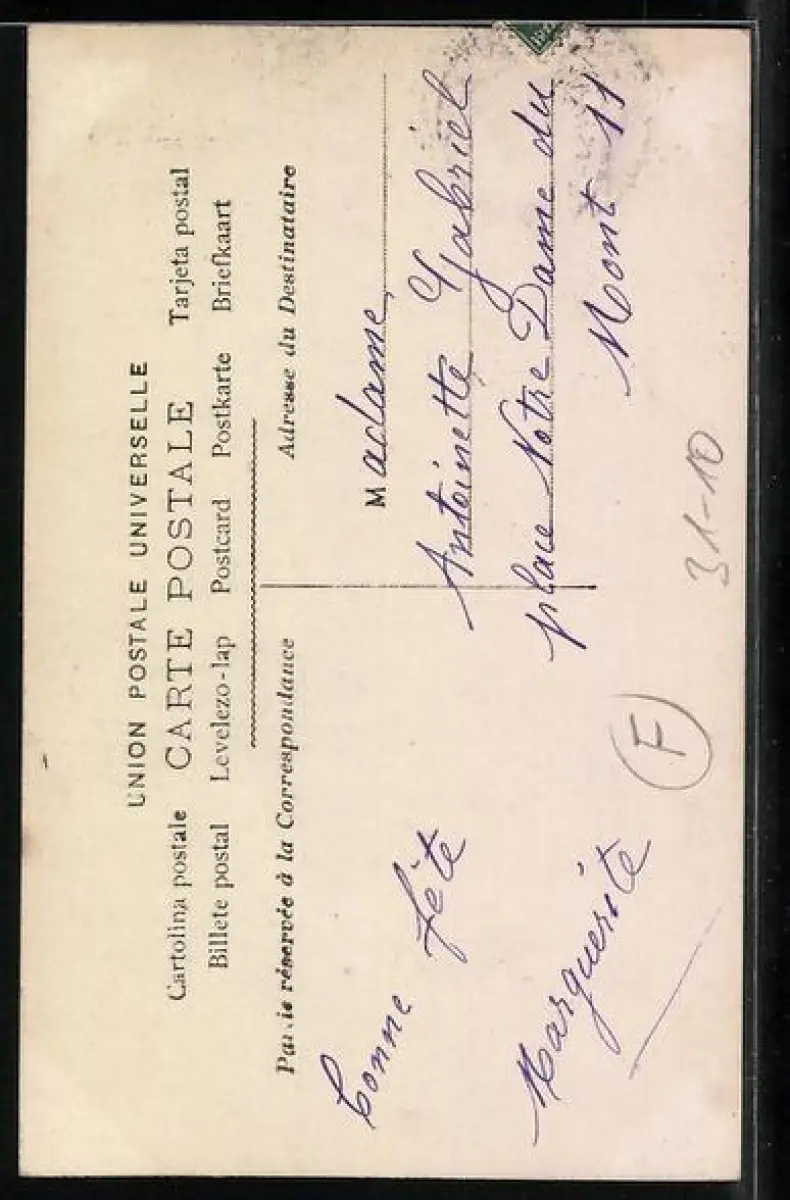 UNION POSTALE UNIVERSELLE
Cartolina postale CARTE POSTALE Tarjeta postal
Billete postal Levelezo-lap Postcard Postkarte Briefkaart
Partie réservée à la Correspondance
Adresse du Destinataire
bonne fête
Marguerite
Madame,
Antoinette Gabriel
place Notre Dame du
Mont 11
F
31-10